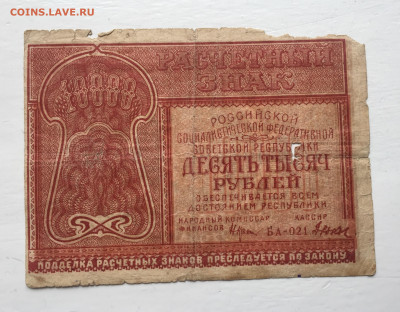 COINS.LAVE.RU
10000
РАСЧЕТНЫЙ
ЗНАК
РОССИЙСКОЙ
СОЦИАЛИСТИЧЕСКОЙ ФЕДЕРАТИВНОЙ
СОВЕТСКОЙ РЕСПУБЛИКИ
ДЕСЯТЬ ТЫСЯЧ
РУБЛЕЙ
ОБЕСПЕЧИВАЕТСЯ ВСЕМ
ДОСТОЯНИЕМ РЕСПУБЛИКИ
НАРОДНЫЙ КОМИССАР КАССИР
ФИНАНСОВ БА-021
ПОДДЕЛКА РАСЧЕТНЫХ ЗНАКОВ ПРЕСЛЕДУЕТСЯ ПО ЗАКОНУ